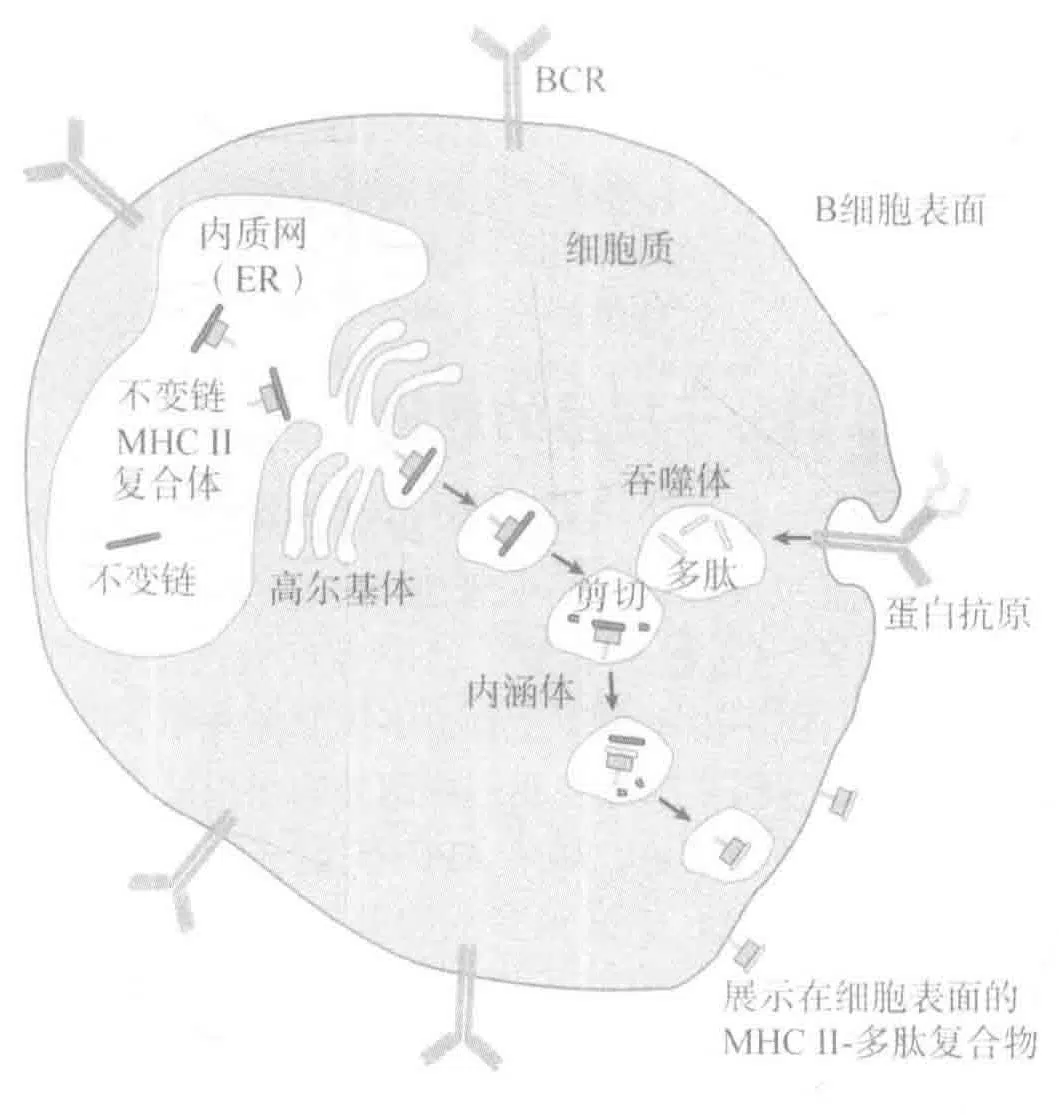 BCR
B细胞表面
内质网
（ER）
细胞质
不变链
MHC II
复合体
吞噬体
多肽
不变链
高尔基体
剪切
蛋白抗原
内涵体
展示在细胞表面的
MHC II-多肽复合物